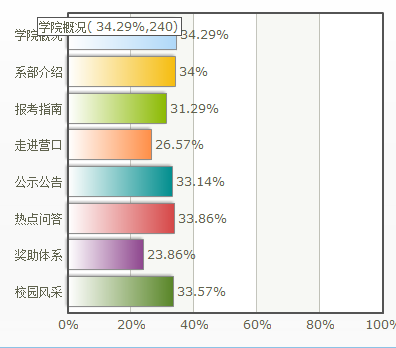 学院概况( 34.29%,240)
学院概况 34.29%
系部介绍 34%
报考指南 31.29%
走进营口 26.57%
公示公告 33.14%
热点问答 33.86%
奖助体系 23.86%
校园风采 33.57%
0% 20% 40% 60% 80% 100%